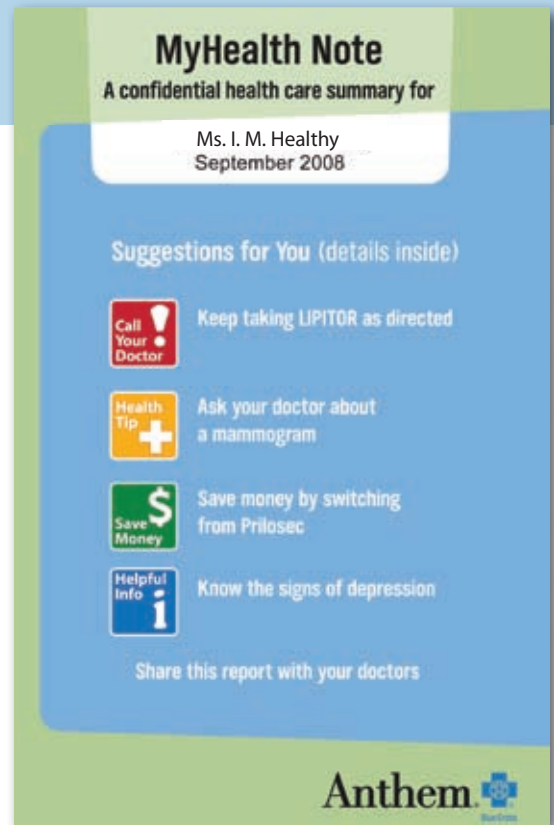 MyHealth Note
A confidential health care summary for
Ms. I. M. Healthy
September 2008
Suggestions for You (details inside)
Call
Your
Doctor
!
Keep taking LIPITOR as directed
Health
Tip
+
Ask your doctor about
a mammogram
$
Save
Money
Save money by switching
from Prilosec
Helpful
Info
i
Know the signs of depression
Share this report with your doctors
Anthem.
BlueCross